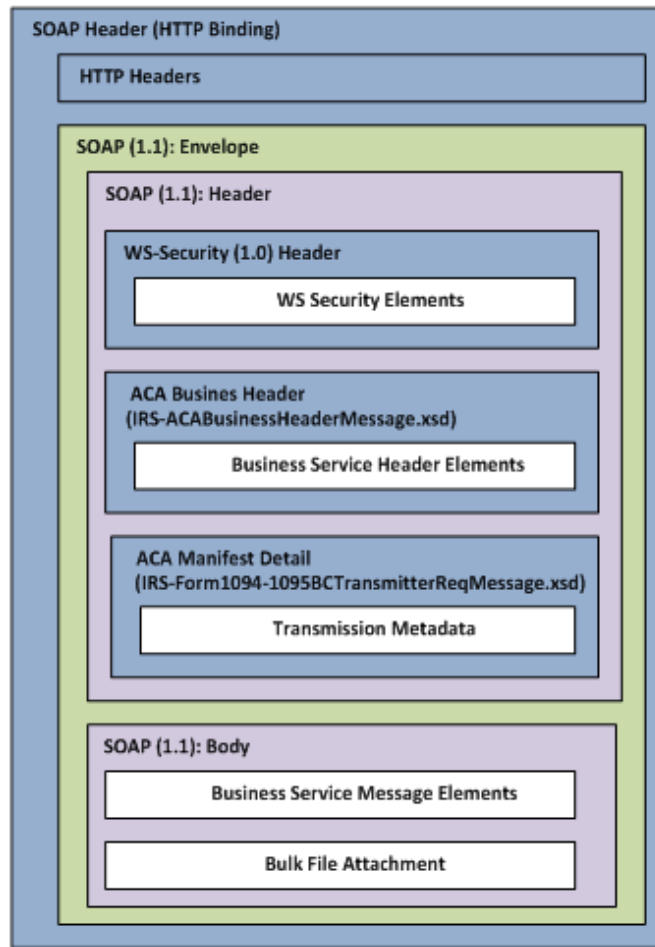 SOAP Header (HTTP Binding)
HTTP Headers
SOAP (1.1): Envelope
SOAP (1.1): Header
WS-Security (1.0) Header
WS Security Elements
ACA Busines Header
(IRS-ACABusinessHeaderMessage.xsd)
Business Service Header Elements
ACA Manifest Detail
(IRS-Form1094-1095BCTransmitterReqMessage.xsd)
Transmission Metadata
SOAP (1.1): Body
Business Service Message Elements
Bulk File Attachment